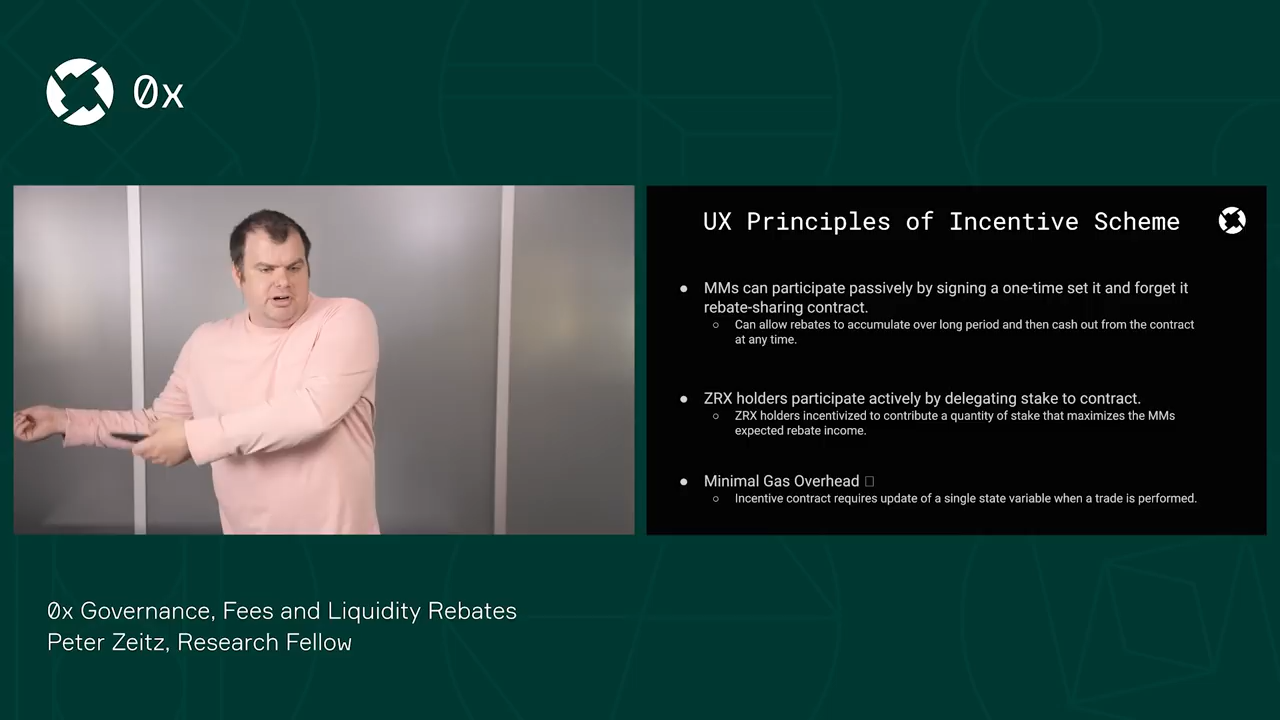 0x
UX Principles of Incentive Scheme
● MMs can participate passively by signing a one-time set it and forget it
rebate-sharing contract.
○ Can allow rebates to accumulate over long period and then cash out from the contract
at any time.
● ZRX holders participate actively by delegating stake to contract.
○ ZRX holders incentivized to contribute a quantity of stake that maximizes the MMs
expected rebate income.
● Minimal Gas Overhead
○ Incentive contract requires update of a single state variable when a trade is performed.
0x Governance, Fees and Liquidity Rebates
Peter Zeitz, Research Fellow